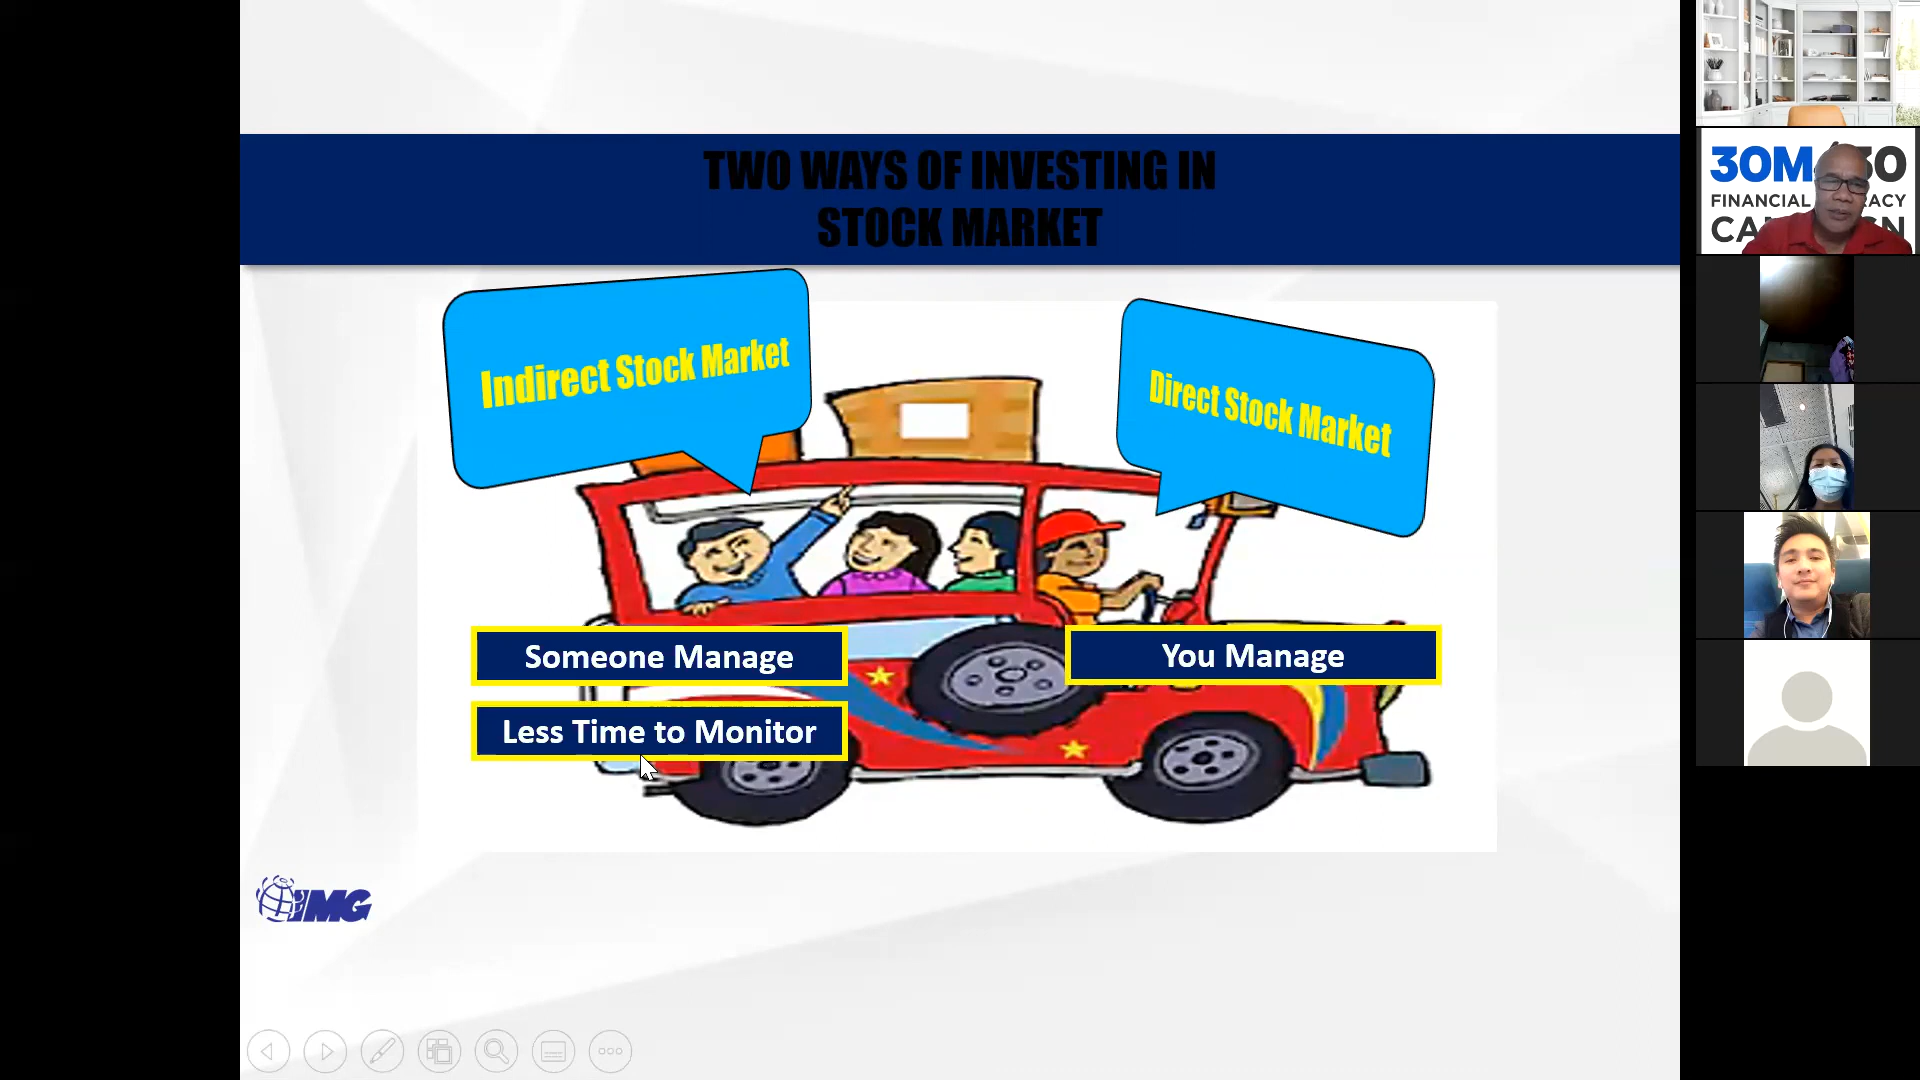 TWO WAYS OF INVESTING IN
STOCK MARKET
Indirect Stock Market
Direct Stock Market
Someone Manage
You Manage
Less Time to Monitor
IMG
30M
30
FINANCIAL